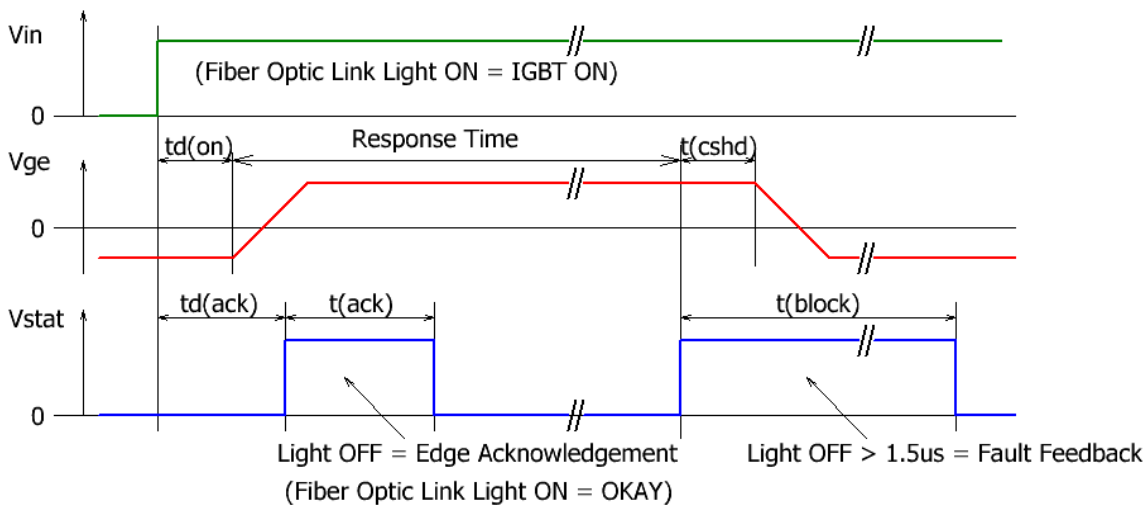 Vin
(Fiber Optic Link Light ON = IGBT ON)
0
td(on)
Response Time
t(cshd)
Vge
0
td(ack)
t(ack)
t(block)
Vstat
0
Light OFF = Edge Acknowledgement
Light OFF > 1.5us = Fault Feedback
(Fiber Optic Link Light ON = OKAY)